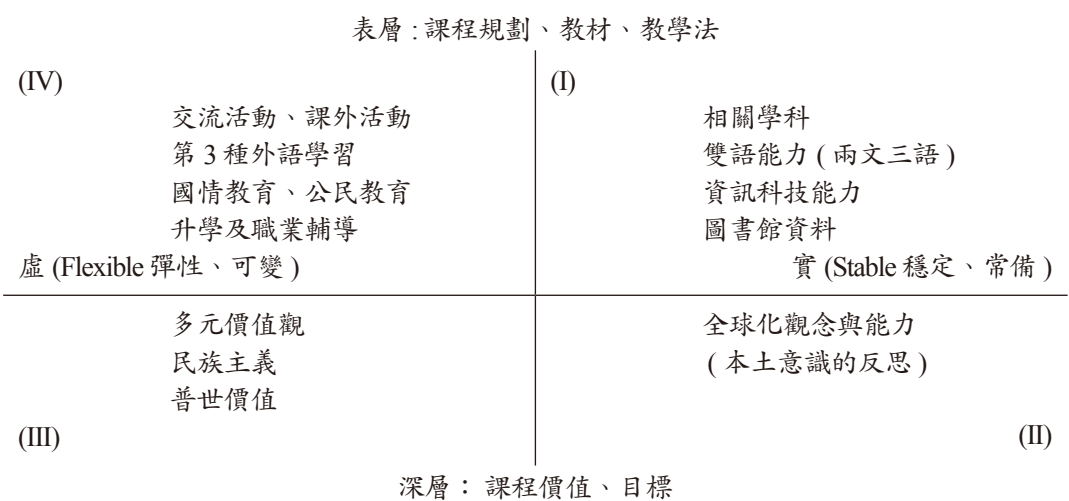 表層 : 課程規劃、教材、教學法
(IV)
交流活動、課外活動
第 3 種外語學習
國情教育、公民教育
升學及職業輔導
虛 (Flexible 彈性、可變 )
(I)
相關學科
雙語能力 ( 兩文三語 )
資訊科技能力
圖書館資料
實 (Stable 穩定、常備 )
多元價值觀
民族主義
普世價值
(III)
全球化觀念與能力
( 本土意識的反思 )
(II)
深層： 課程價值、目標